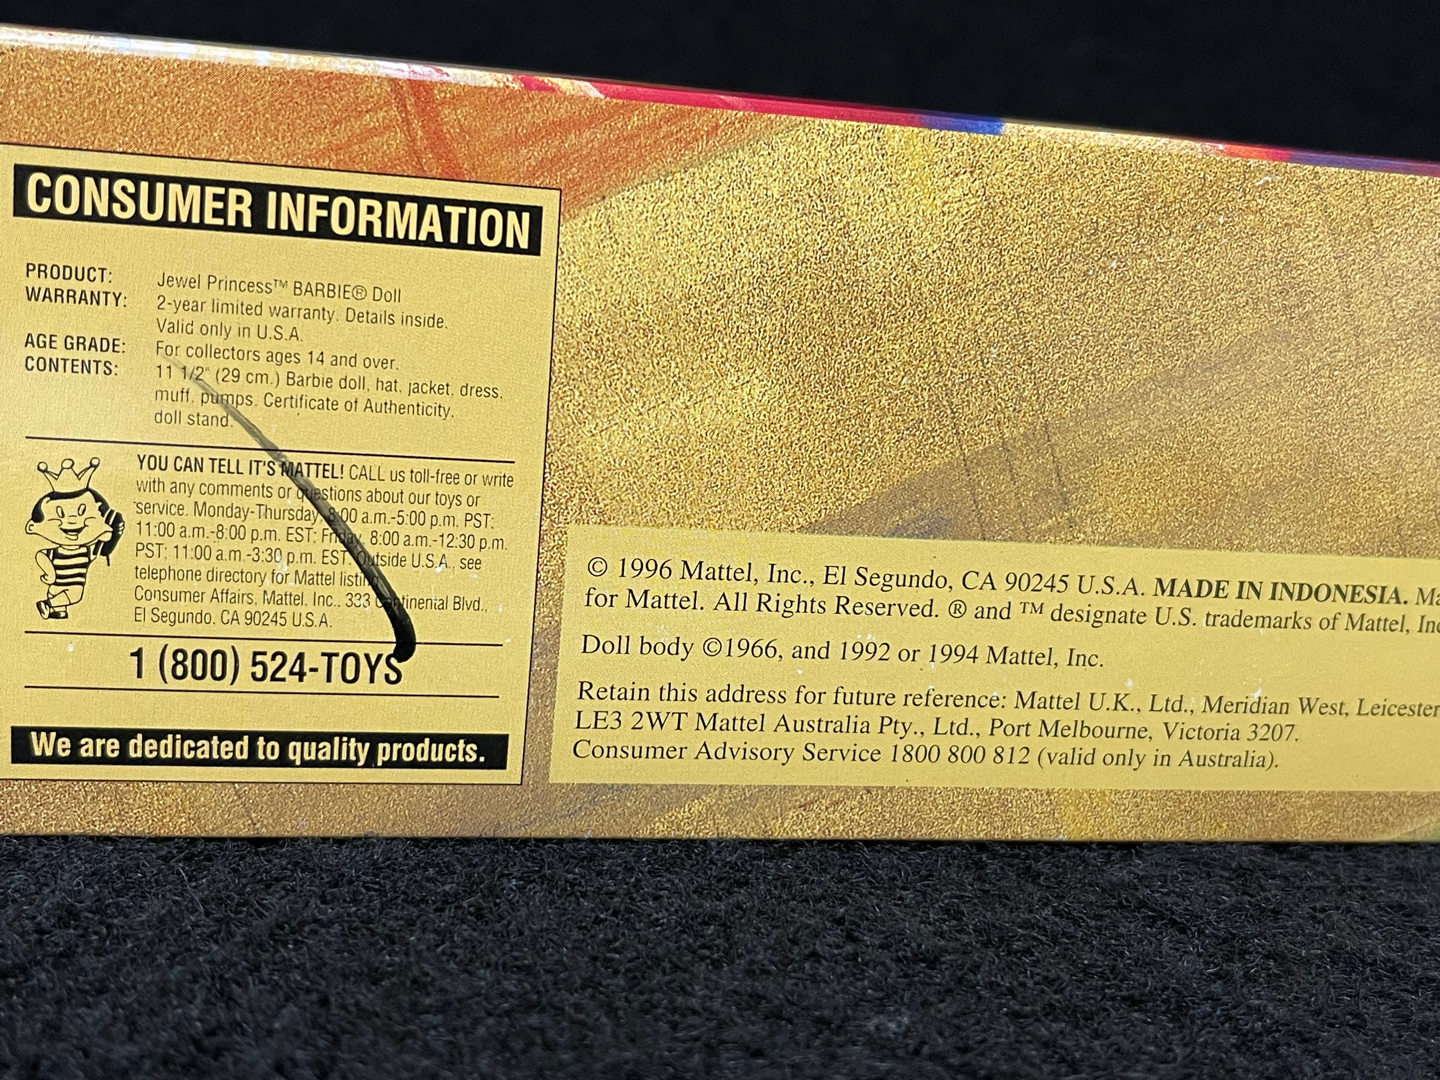 CONSUMER INFORMATION
PRODUCT: Jewel Princess™ BARBIE® Doll
WARRANTY: 2-year limited warranty. Details inside.
Valid only in U.S.A.
AGE GRADE: For collectors ages 14 and over.
CONTENTS: 11 1/2" (29 cm.) Barbie doll, hat, jacket, dress,
muff, pumps. Certificate of Authenticity.
doll stand.
YOU CAN TELL IT'S MATTEL! CALL us toll-free or write
with any comments or questions about our toys or
service. Monday-Thursday, 8:00 a.m.-5:00 p.m. PST:
11:00 a.m.-8:00 p.m. EST: Friday, 8:00 a.m.-12:30 p.m.
PST; 11:00 a.m.-3:30 p.m. EST. Outside U.S.A., see
telephone directory for Mattel listing.
Consumer Affairs, Mattel, Inc., 333 Continental Blvd.,
El Segundo, CA 90245 U.S.A.
1 (800) 524-TOYS
We are dedicated to quality products.
© 1996 Mattel, Inc., El Segundo, CA 90245 U.S.A. MADE IN INDONESIA.
for Mattel. All Rights Reserved. ® and ™ designate U.S. trademarks of Mattel,
Doll body ©1966, and 1992 or 1994 Mattel, Inc.
Retain this address for future reference: Mattel U.K., Ltd., Meridian West, Leicester
LE3 2WT Mattel Australia Pty., Ltd., Port Melbourne, Victoria 3207.
Consumer Advisory Service 1800 800 812 (valid only in Australia).